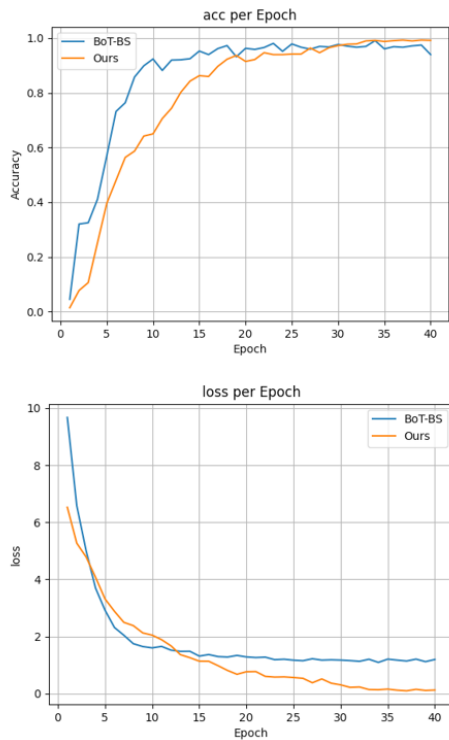 acc per Epoch
1.0
0.8
0.6
0.4
0.2
0.0
Accuracy
BoT-BS
Ours
0 5 10 15 20 25 30 35 40
Epoch
loss per Epoch
10
8
6
4
2
0
loss
BoT-BS
Ours
0 5 10 15 20 25 30 35 40
Epoch